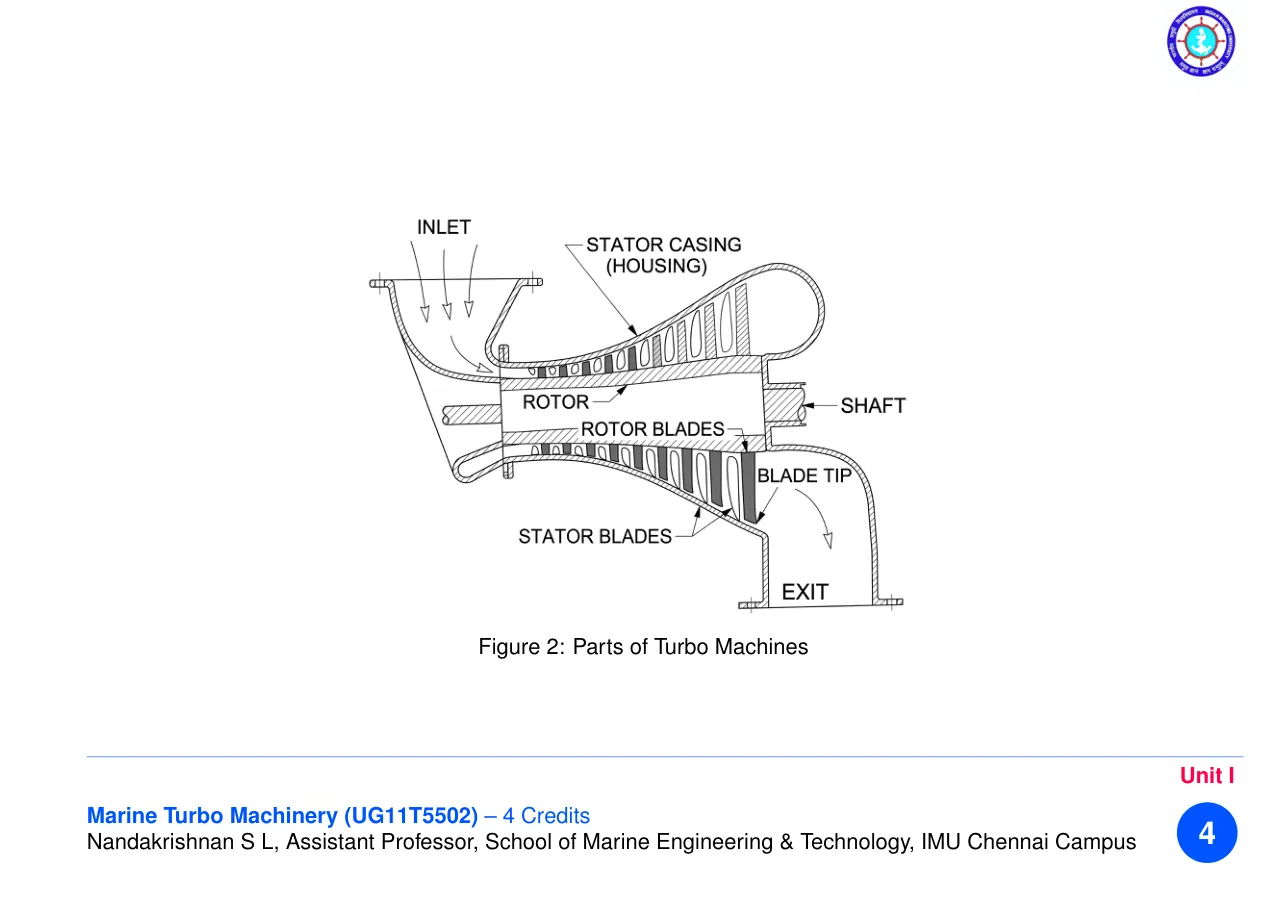 INLET
STATOR CASING
(HOUSING)
ROTOR
SHAFT
ROTOR BLADES
BLADE TIP
STATOR BLADES
EXIT
Figure 2: Parts of Turbo Machines
Unit I
Marine Turbo Machinery (UG11T5502) – 4 Credits
Nandakrishnan S L, Assistant Professor, School of Marine Engineering & Technology, IMU Chennai Campus
4